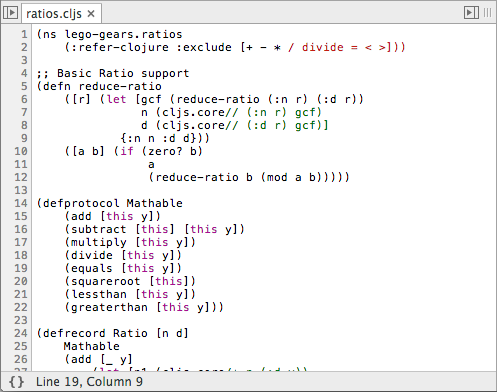 ratios.cljs ×
1 (ns lego-gears.ratios
2 (:refer-clojure :exclude [+ - * / divide = < >]))
3
4 ;; Basic Ratio support
5 (defn reduce-ratio
6 ([r] (let [gcf (reduce-ratio (:n r) (:d r))
7 n (cljs.core// (:n r) gcf)
8 d (cljs.core// (:d r) gcf)]
9 {:n n :d d}))
10 ([a b] (if (zero? b)
11 a
12 (reduce-ratio b (mod a b)))))
13
14 (defprotocol Mathable
15 (add [this y])
16 (subtract [this] [this y])
17 (multiply [this y])
18 (divide [this y])
19 (equals [this y])
20 (squareroot [this])
21 (lessthan [this y])
22 (greaterthan [this y]))
23
24 (defrecord Ratio [n d]
25 Mathable
26 (add [_ y]
{} Line 19, Column 9